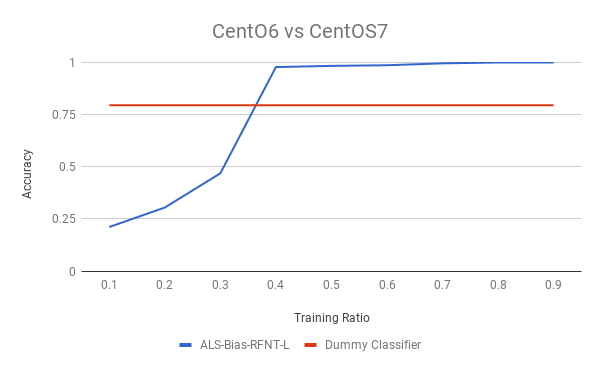 CentO6 vs CentOS7
1
0.75
0.5
0.25
0
Accuracy
0.1 0.2 0.3 0.4 0.5 0.6 0.7 0.8 0.9
Training Ratio
ALS-Bias-RFNT-L Dummy Classifier